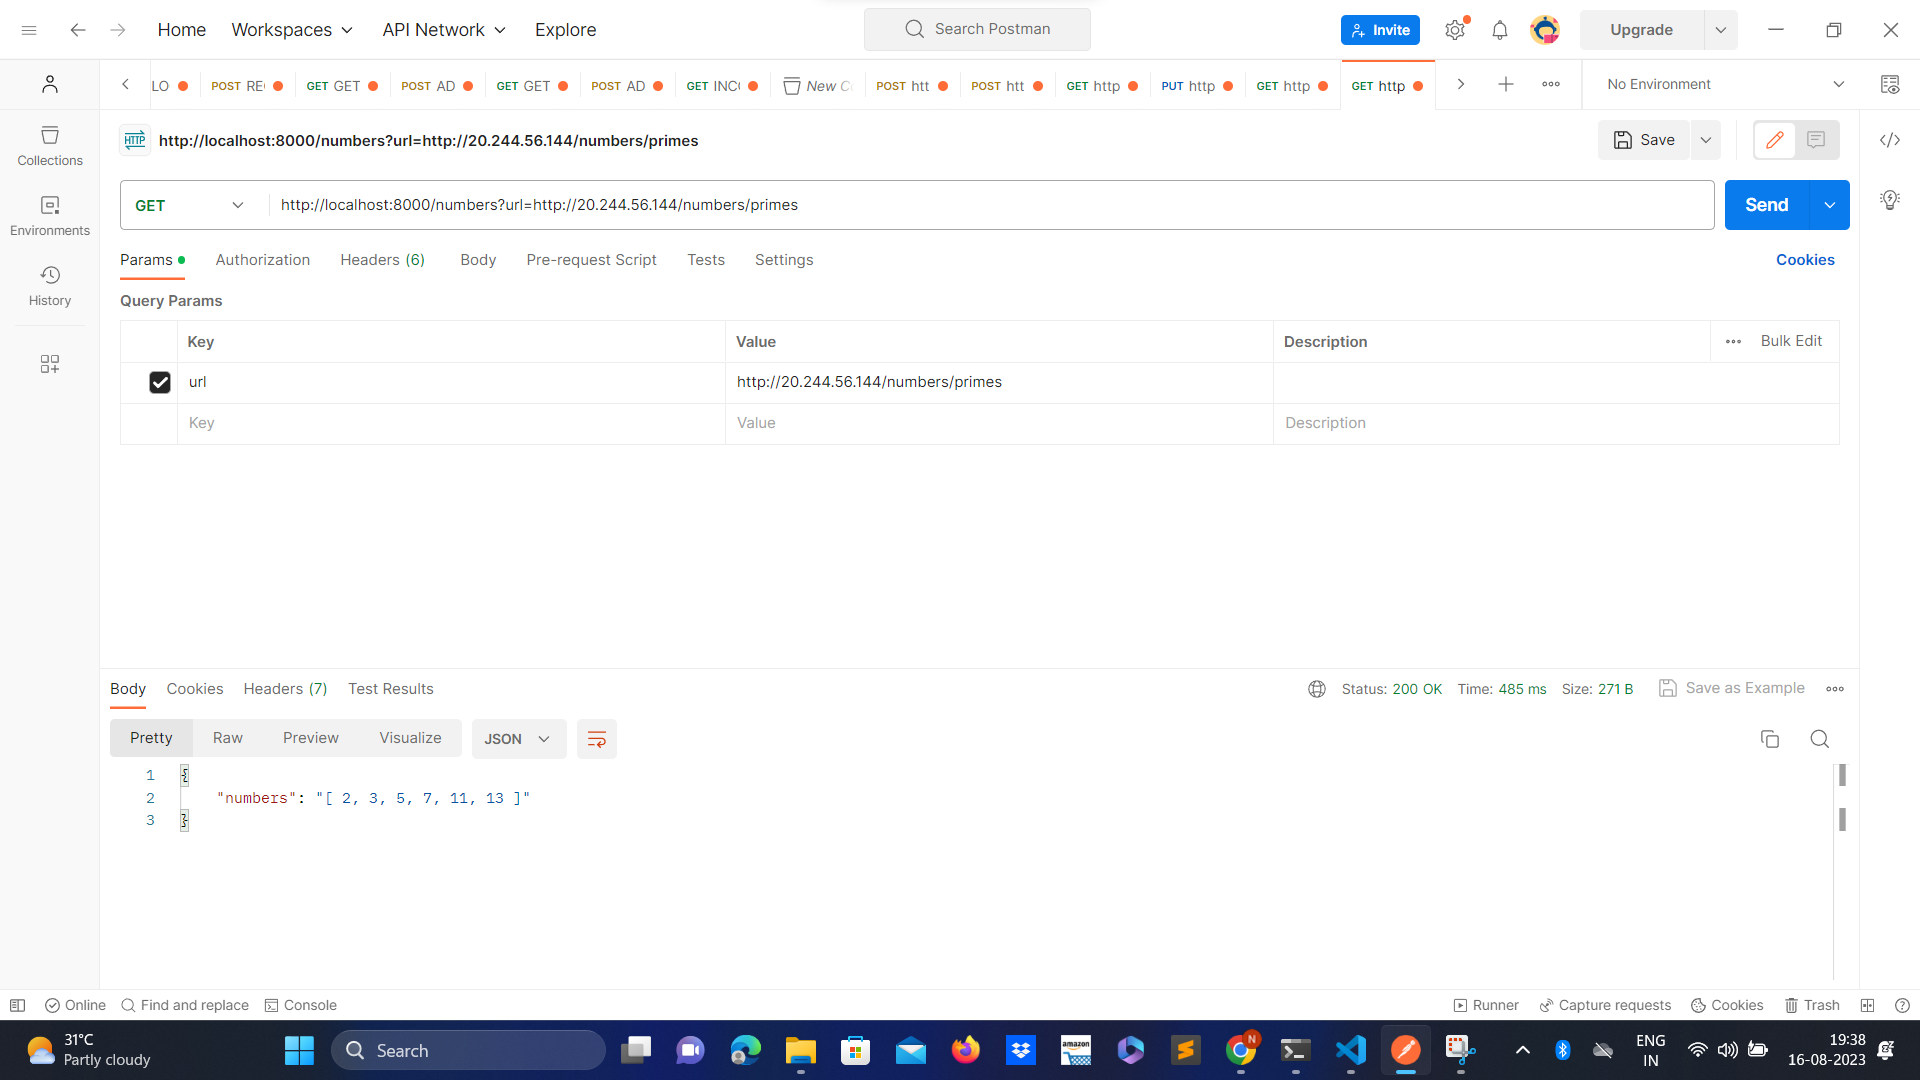 Home Workspaces API Network Explore
Search Postman
Invite
Upgrade
LO POST RE GET GET POST AD GET GET POST AD GET INC New C POST htt POST htt GET http PUT http GET http GET http
No Environment
HTTP http://localhost:8000/numbers?url=http://20.244.56.144/numbers/primes
Save
Collections
Environments
History
GET http://localhost:8000/numbers?url=http://20.244.56.144/numbers/primes
Send
Params Authorization Headers (6) Body Pre-request Script Tests Settings
Cookies
Query Params
Key Value Description Bulk Edit
url http://20.244.56.144/numbers/primes
Key Value Description
Body Cookies Headers (7) Test Results
Status: 200 OK Time: 485 ms Size: 271 B Save as Example
Pretty Raw Preview Visualize JSON
1 {
2 "numbers": "[ 2, 3, 5, 7, 11, 13 ]"
3 }
Online Find and replace Console
Runner Capture requests Cookies Trash
31°C
Partly cloudy
Search
amazon
N
ENG
IN
19:38
16-08-2023